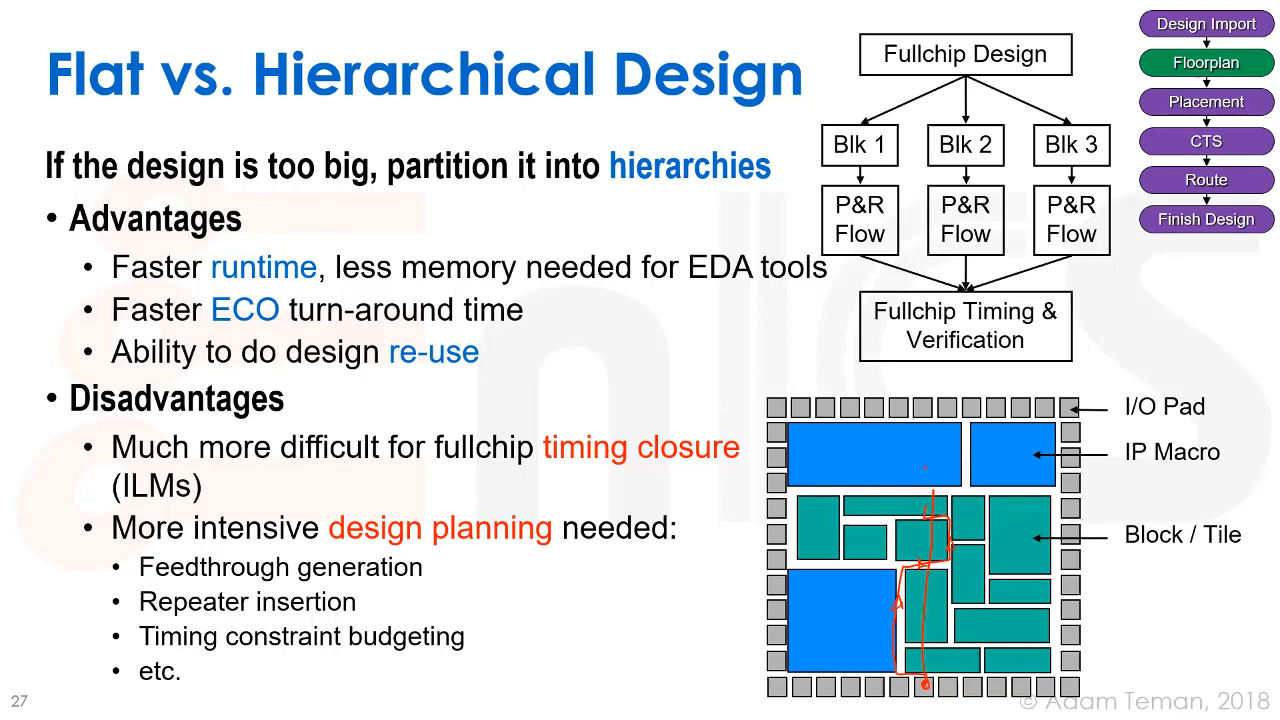 Flat vs. Hierarchical Design
If the design is too big, partition it into hierarchies
• Advantages
• Faster runtime, less memory needed for EDA tools
• Faster ECO turn-around time
• Ability to do design re-use
• Disadvantages
• Much more difficult for fullchip timing closure
(ILMs)
• More intensive design planning needed:
• Feedthrough generation
• Repeater insertion
• Timing constraint budgeting
• etc.
Fullchip Design
Blk 1
Blk 2
Blk 3
P&R
Flow
P&R
Flow
P&R
Flow
Fullchip Timing &
Verification
Design Import
Floorplan
Placement
CTS
Route
Finish Design
I/O Pad
IP Macro
Block / Tile
27
© Adam Teman, 2018